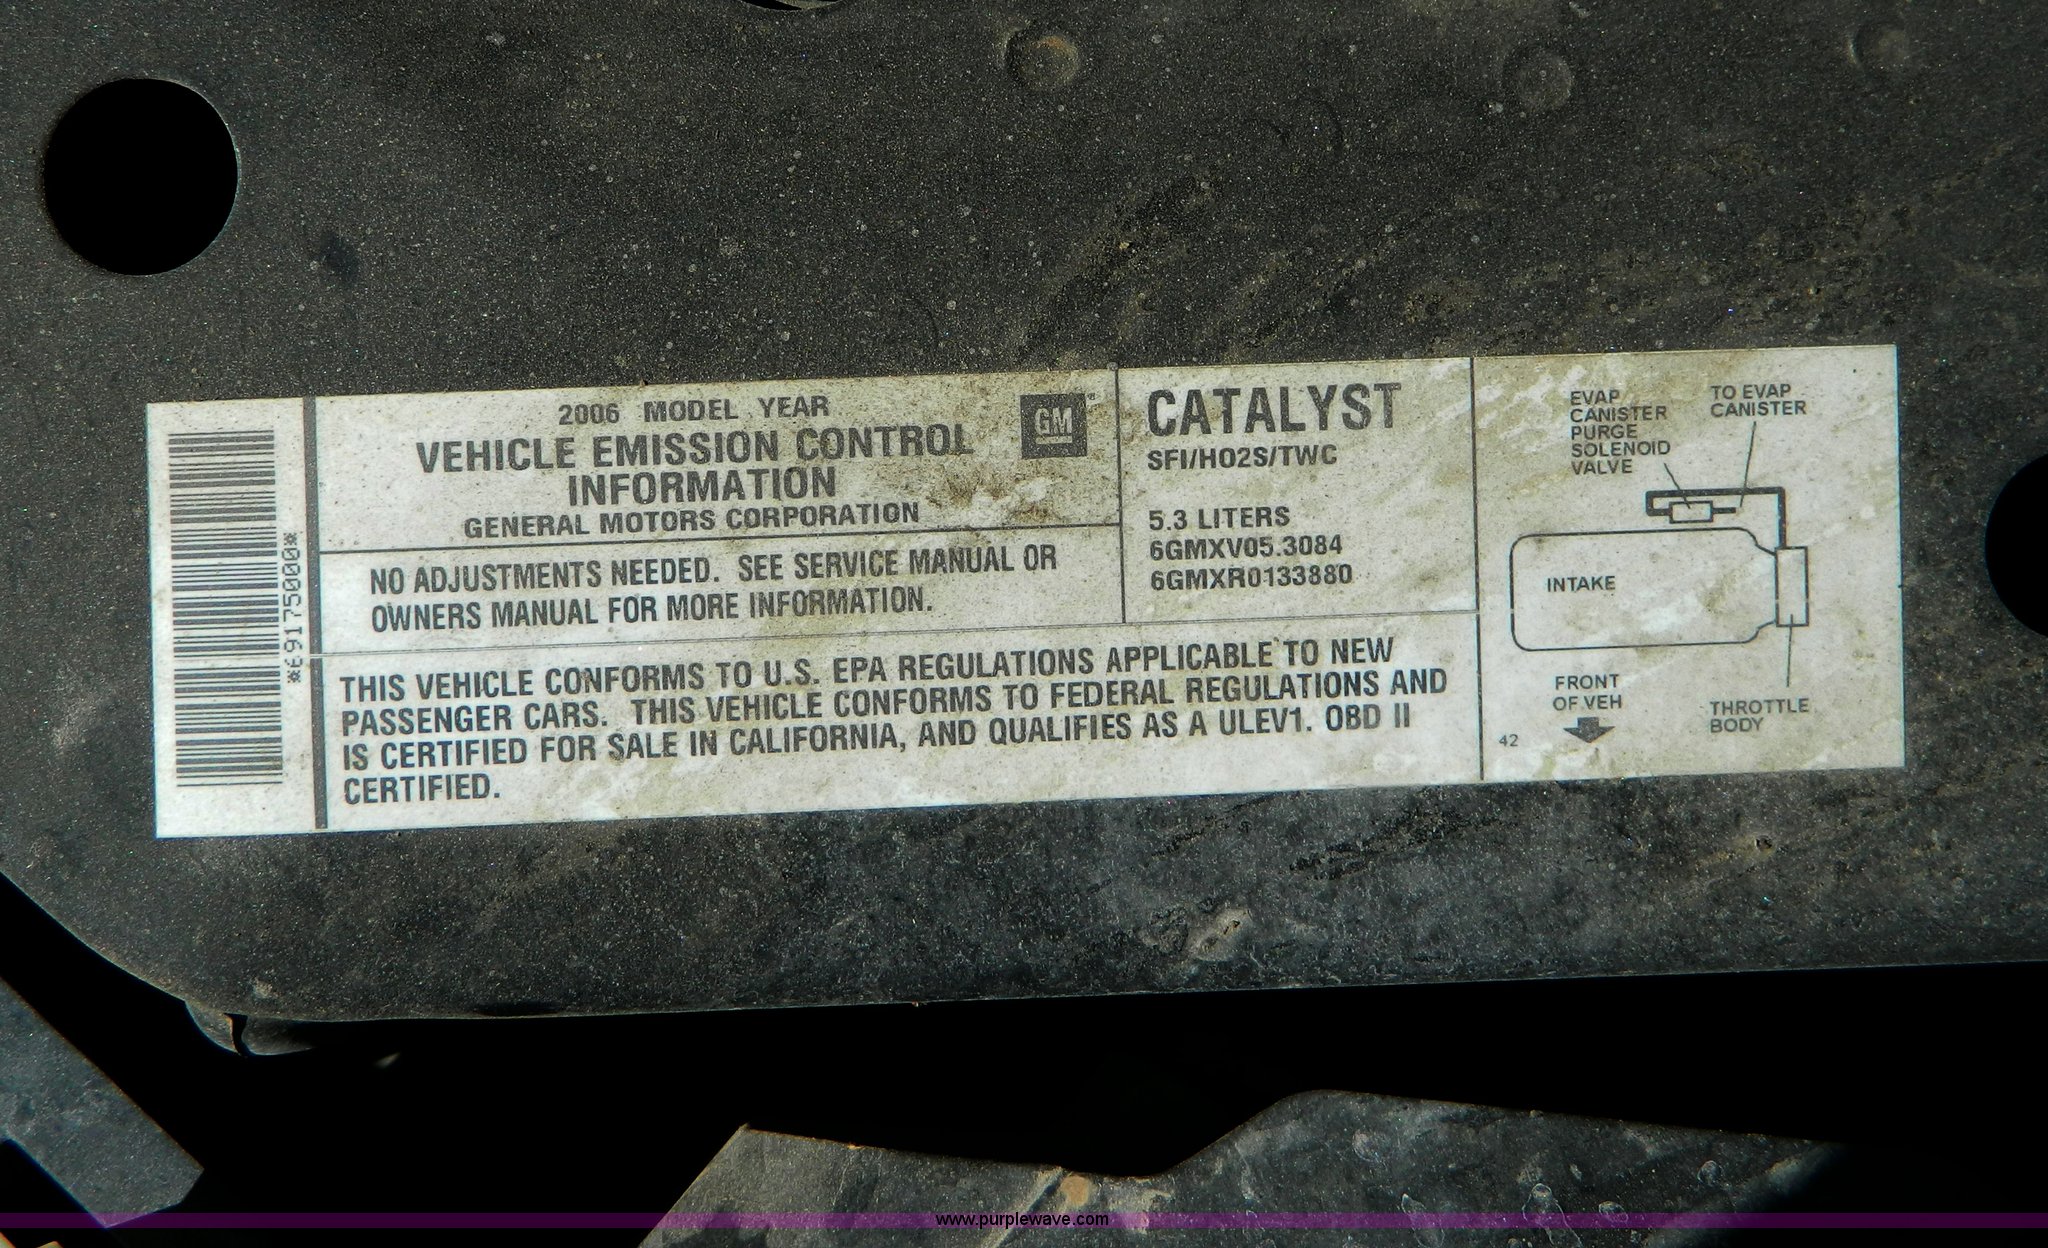 2006 MODEL YEAR
VEHICLE EMISSION CONTROL
INFORMATION
GENERAL MOTORS CORPORATION
GM
NO ADJUSTMENTS NEEDED. SEE SERVICE MANUAL OR
OWNERS MANUAL FOR MORE INFORMATION.
CATALYST
SFI/HO2S/TWC
5.3 LITERS
6GMXV05.3084
6GMXR0133880
THIS VEHICLE CONFORMS TO U.S. EPA REGULATIONS APPLICABLE TO NEW
PASSENGER CARS. THIS VEHICLE CONFORMS TO FEDERAL REGULATIONS AND
IS CERTIFIED FOR SALE IN CALIFORNIA, AND QUALIFIES AS A ULEV1. OBD II
CERTIFIED.
*69175000*
EVAP
CANISTER
PURGE
SOLENOID
VALVE
TO EVAP
CANISTER
INTAKE
FRONT
OF VEH
THROTTLE
BODY
42
www.purplewave.com